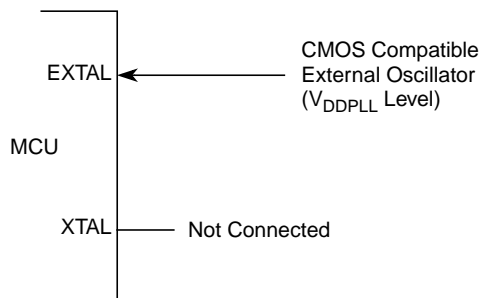 EXTAL
CMOS Compatible
External Oscillator
(VDDPLL Level)
MCU
XTAL
Not Connected